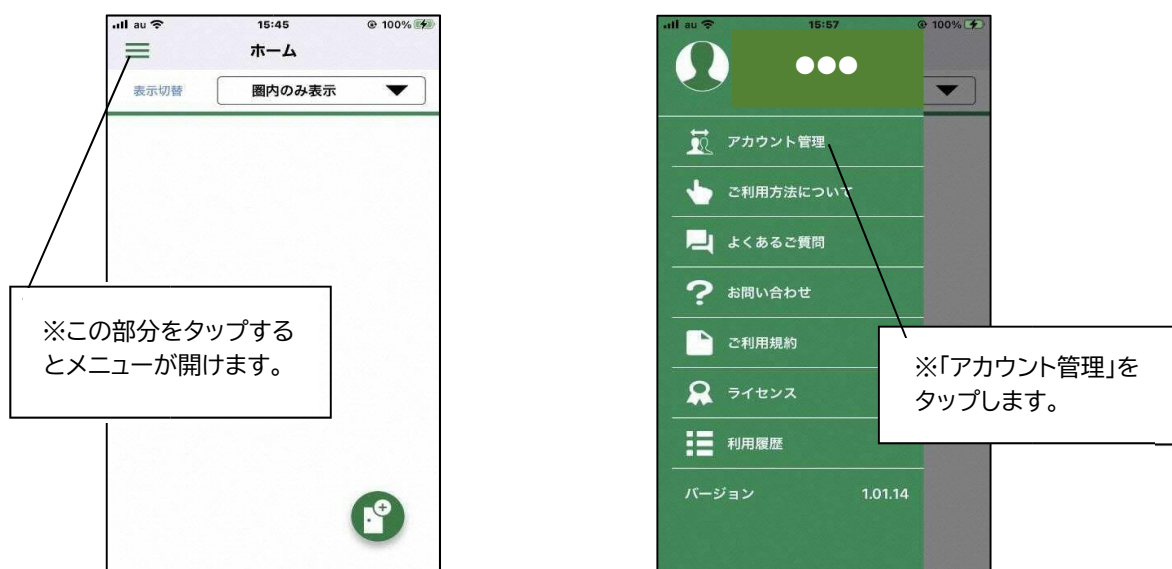 au 15:45 100%
ホーム
表示切替 圏内のみ表示
※この部分をタップする
とメニューが開けます。
au 15:57 100%
●●●
アカウント管理
ご利用方法について
よくあるご質問
お問い合わせ
ご利用規約
ライセンス
利用履歴
バージョン 1.01.14
※「アカウント管理」を
タップします。